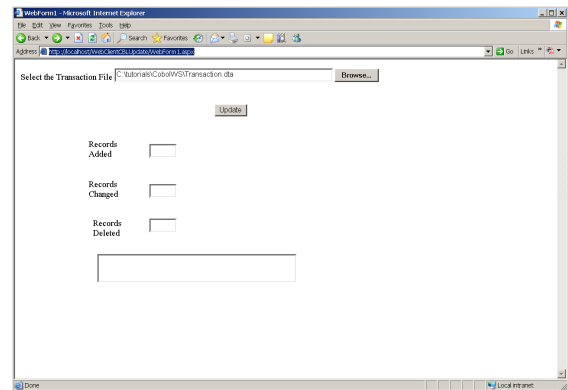 WebForm1 - Microsoft Internet Explorer
File Edit View Favorites Tools Help
Back Search Favorites
Address http://localhost/WebClientCBLUpdate/WebForm1.aspx Go Links »
Select the Transaction File C:\tutorials\CobolWS\Transaction.dta Browse...
Update
Records
Added
Records
Changed
Records
Deleted
Done Local intranet